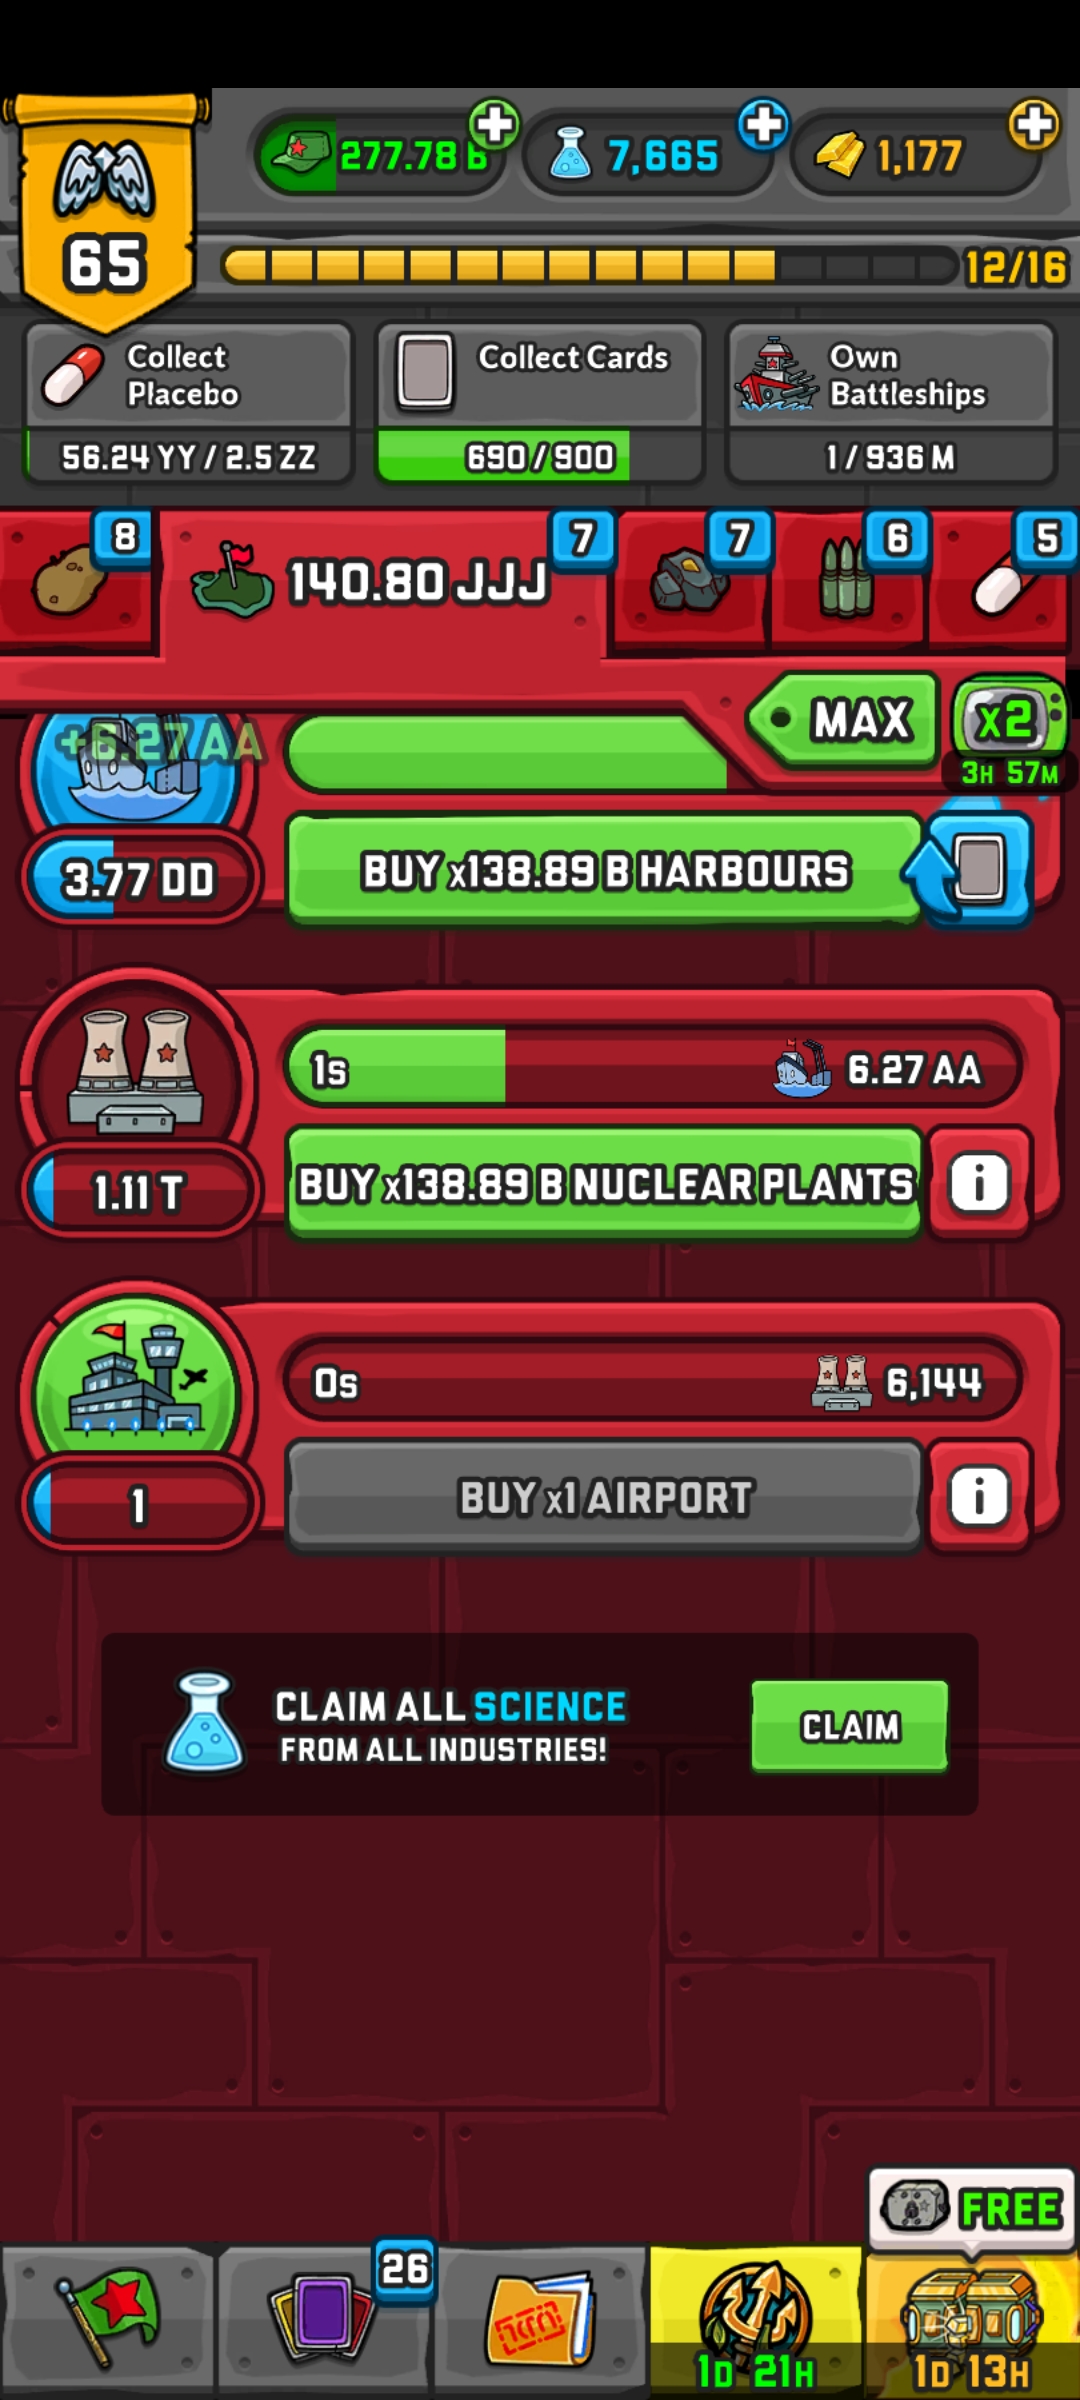 277.78 B
7,665
1,177
65
12/16
Collect
Placebo
56.24 YY / 2.5 ZZ
Collect Cards
690/900
Own
Battleships
1/936 M
8
140.80 JJJ
7
7
6
5
+6.27 AA
MAX
x2
3H 57M
3.77 DD
BUY x138.89 B HARBOURS
1s
6.27 AA
1.11 T
BUY x138.89 B NUCLEAR PLANTS
i
0s
6,144
1
BUY x1 AIRPORT
i
CLAIM ALL SCIENCE
FROM ALL INDUSTRIES!
CLAIM
FREE
26
1D 21H
1D 13H